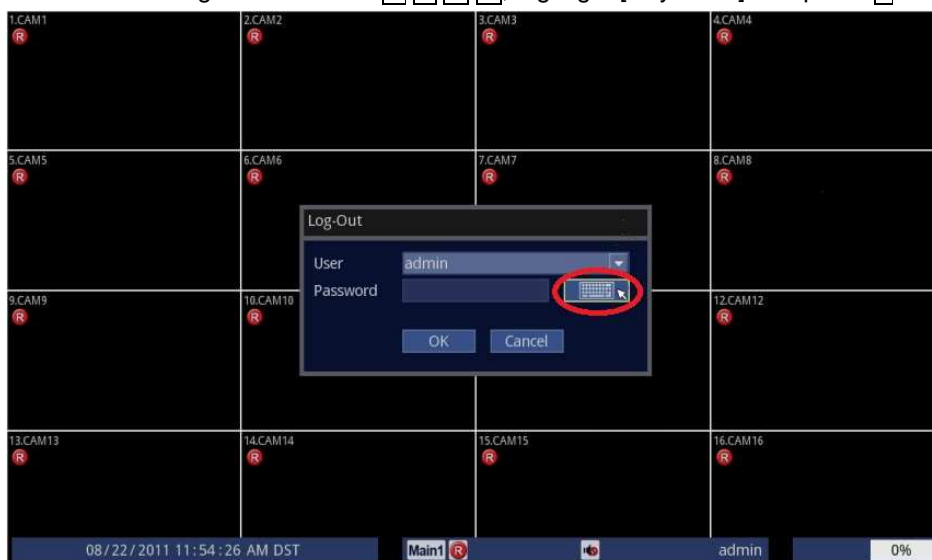 1.CAM1 2.CAM2 3.CAM3 4.CAM4
R R R R
5.CAM5 6.CAM6 7.CAM7 8.CAM8
R R R R
Log-Out
User admin
Password
9.CAM9 10.CAM10 12.CAM12
R R R
OK Cancel
13.CAM13 14.CAM14 15.CAM15 16.CAM16
R R R R
08/22/2011 11:54:26 AM DST Main1 R admin 0%